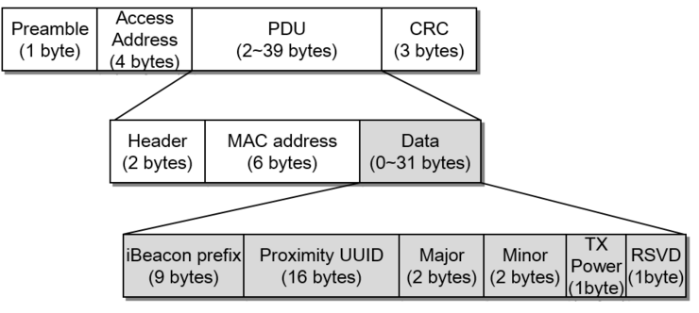 Preamble
(1 byte)
Access
Address
(4 bytes)
PDU
(2~39 bytes)
CRC
(3 bytes)
Header
(2 bytes)
MAC address
(6 bytes)
Data
(0~31 bytes)
iBeacon prefix
(9 bytes)
Proximity UUID
(16 bytes)
Major
(2 bytes)
Minor
(2 bytes)
TX
Power
(1byte)
RSVD
(1byte)